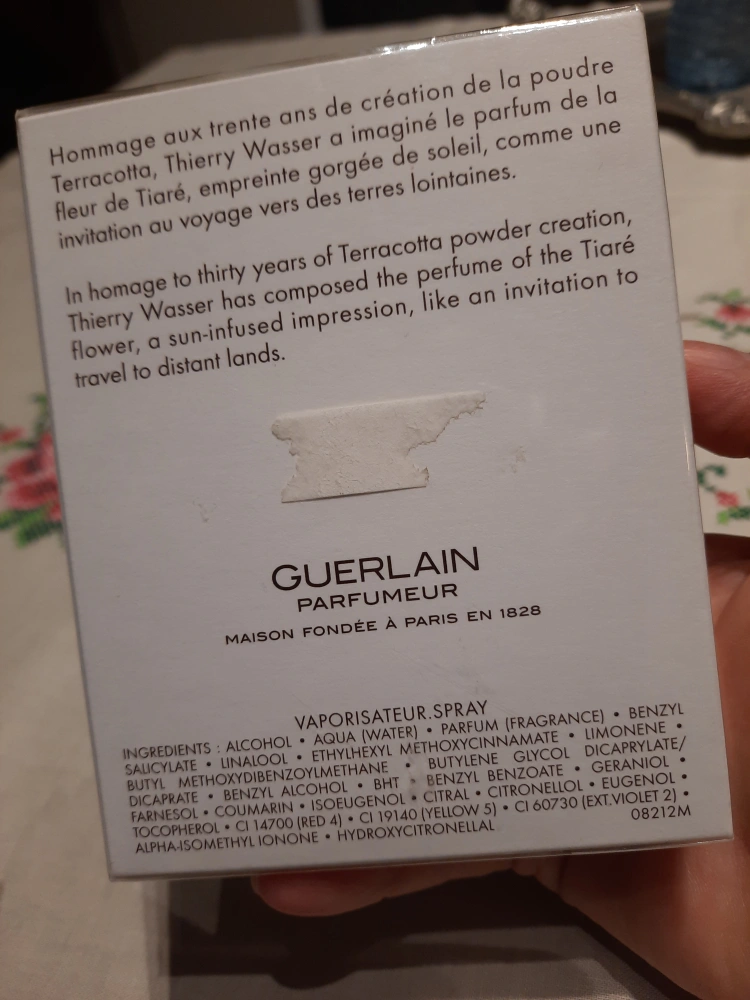 Hommage aux trente ans de création de la poudre
Terracotta, Thierry Wasser a imaginé le parfum de la
fleur de Tiaré, empreinte gorgée de soleil, comme une
invitation au voyage vers des terres lointaines.
In homage to thirty years of Terracotta powder creation,
Thierry Wasser has composed the perfume of the Tiaré
flower, a sun-infused impression, like an invitation to
travel to distant lands.
GUERLAIN
PARFUMEUR
MAISON FONDÉE À PARIS EN 1828
VAPORISATEUR.SPRAY
INGREDIENTS : ALCOHOL • AQUA (WATER) • PARFUM (FRAGRANCE) • BENZYL
SALICYLATE • LINALOOL • ETHYLHEXYL METHOXYCINNAMATE • LIMONENE •
BUTYL METHOXYDIBENZOYLMETHANE • BUTYLENE GLYCOL DICAPRYLATE/
DICAPRATE • BENZYL ALCOHOL • BHT • BENZYL BENZOATE • GERANIOL •
FARNESOL • COUMARIN • ISOEUGENOL • CITRAL • CITRONELLOL • EUGENOL •
TOCOPHEROL • CI 14700 (RED 4) • CI 19140 (YELLOW 5) • CI 60730 (EXT.VIOLET 2) •
ALPHA-ISOMETHYL IONONE • HYDROXYCITRONELLAL 08212M